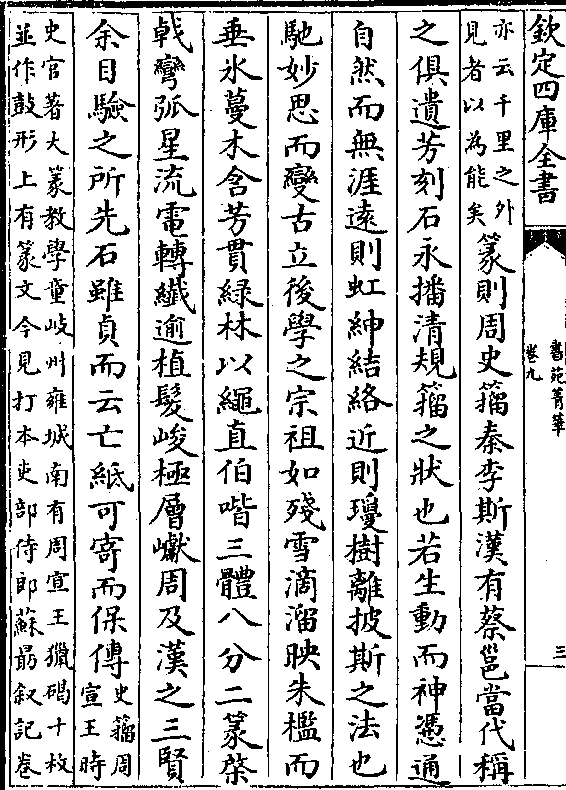 欽定四庫全書
書苑菁華
卷九
三
亦云千里之外
見者以為能矣
篆則周史籀秦李斯漢有蔡邕當代稱
之俱遺芳刻石永播清規籀之狀也若生動而神憑通
自然而無涯遠則虹紳結絡近則瓊樹離披斯之法也
馳妙思而變古立後學之宗祖如殘雪滴溜映朱檻而
垂氷蔓木含芳貫緑林以繩直伯喈三體八分二篆棨
㦸彎弧星流電轉纎逾植髮峻極層巘周及漢之三賢
余目驗之所先石雖貞而云亡紙可寄而保傳
史籀周
宣王時
史官著大篆教學童岐州雍城南有周宣王獵碣十枚
並作鼓形上有篆文今見打本吏部侍郎蘇朂叙記卷